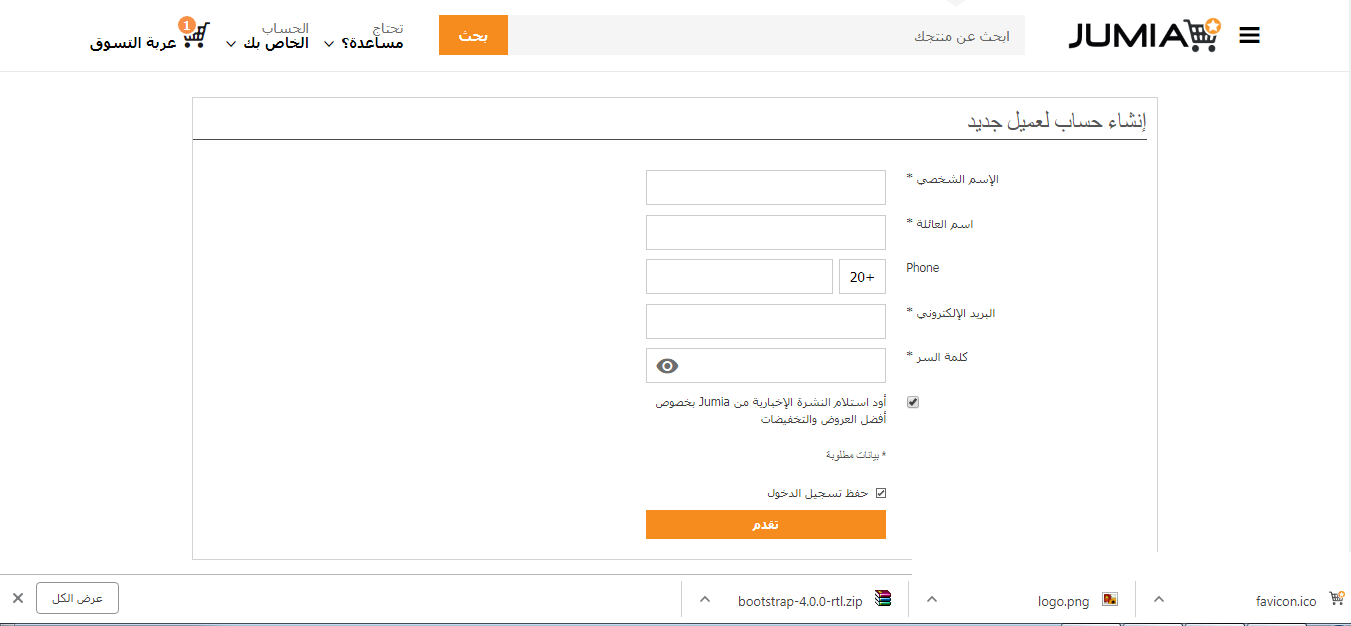 JUMIA
ابحث عن منتجك
بحث
تحتاج
مساعدة؟
الحساب
الخاص بك
1
عربة التسوق
إنشاء حساب لعميل جديد
الإسم الشخصي *
اسم العائلة *
Phone
20+
البريد الإلكتروني *
كلمة السر *
أود استلام النشرة الإخبارية من Jumia بخصوص
أفضل العروض والتخفيضات
* بيانات مطلوبة
حفظ تسجيل الدخول
تقدم
favicon.ico
logo.png
bootstrap-4.0.0-rtl.zip
عرض الكل